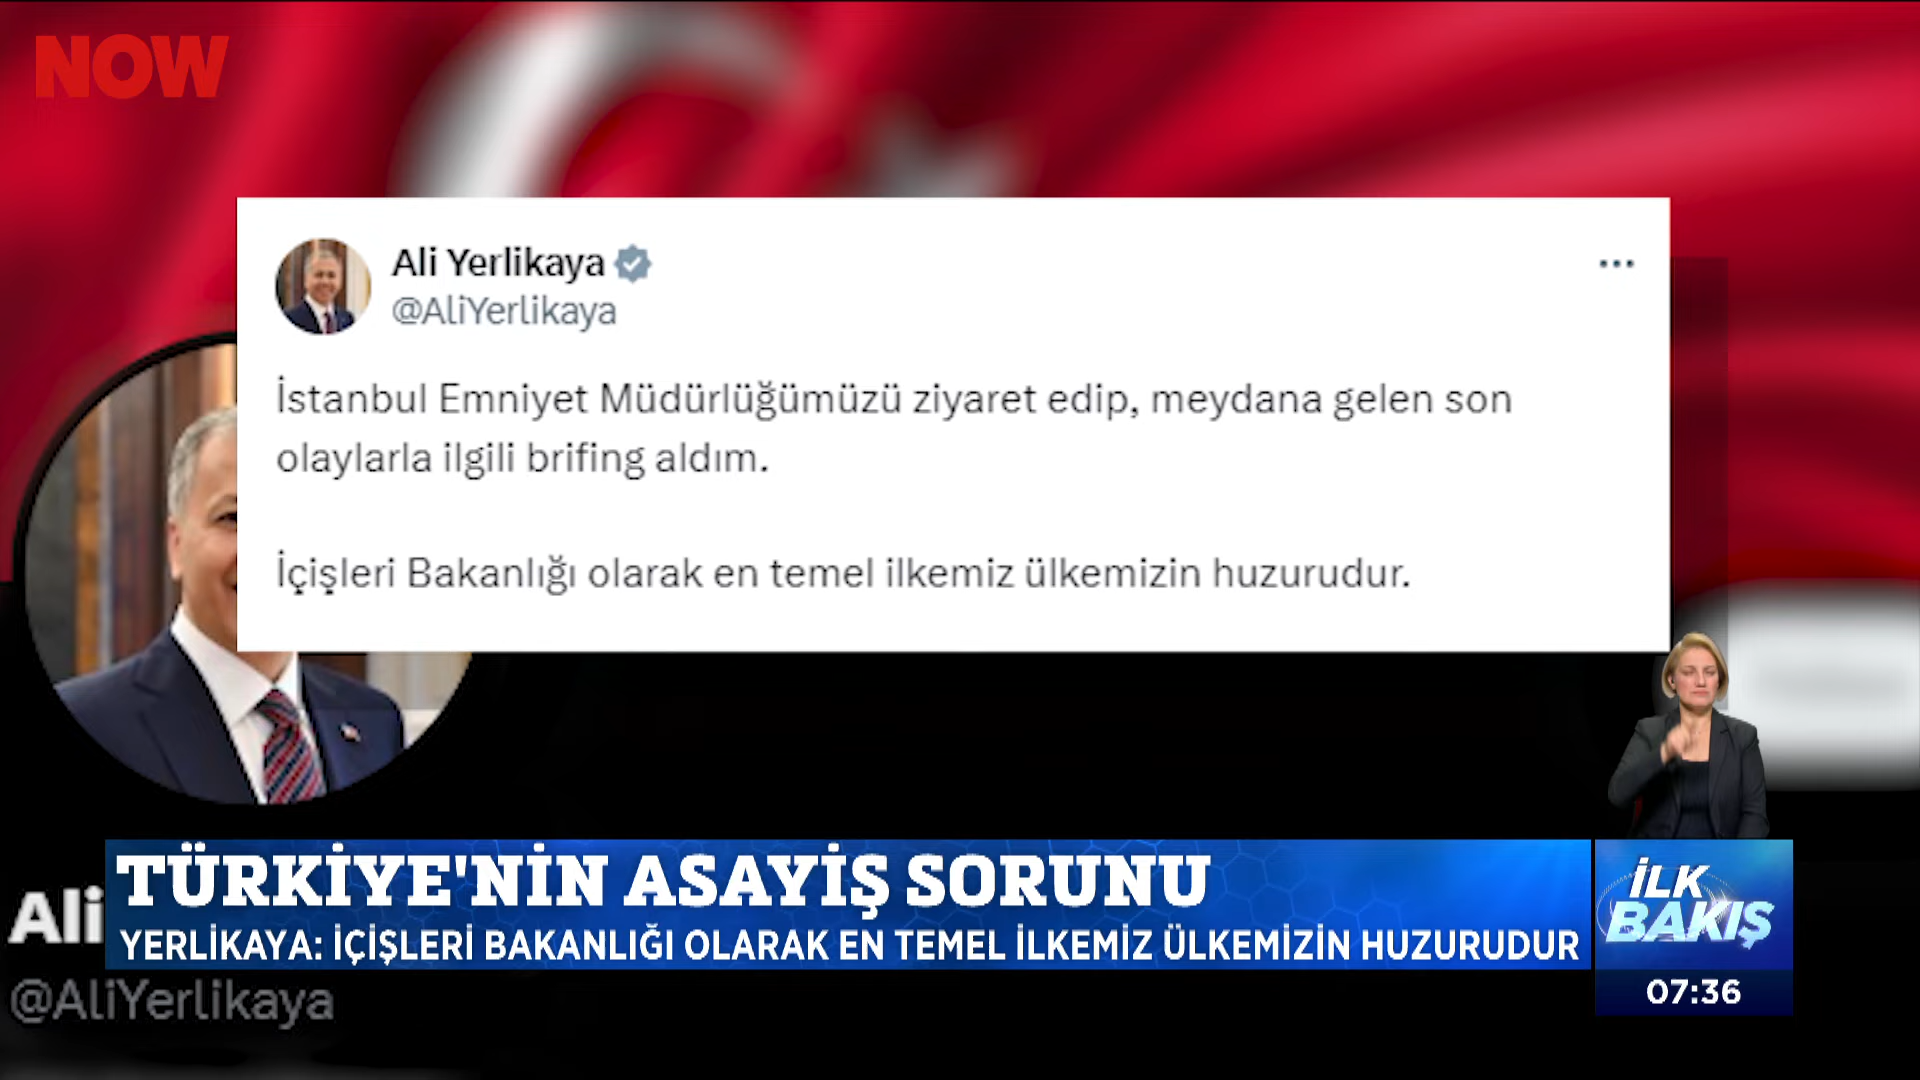 NOW
Ali Yerlikaya
@AliYerlikaya
İstanbul Emniyet Müdürlüğümüzü ziyaret edip, meydana gelen son
olaylarla ilgili brifing aldım.
İçişleri Bakanlığı olarak en temel ilkemiz ülkemizin huzurudur.
TÜRKİYE'NİN ASAYİŞ SORUNU
YERLİKAYA: İÇİŞLERİ BAKANLIĞI OLARAK EN TEMEL İLKEMİZ ÜLKEMİZİN HUZURUDUR
İLK
BAKIŞ
07:36
Ali
@AliYerlikaya